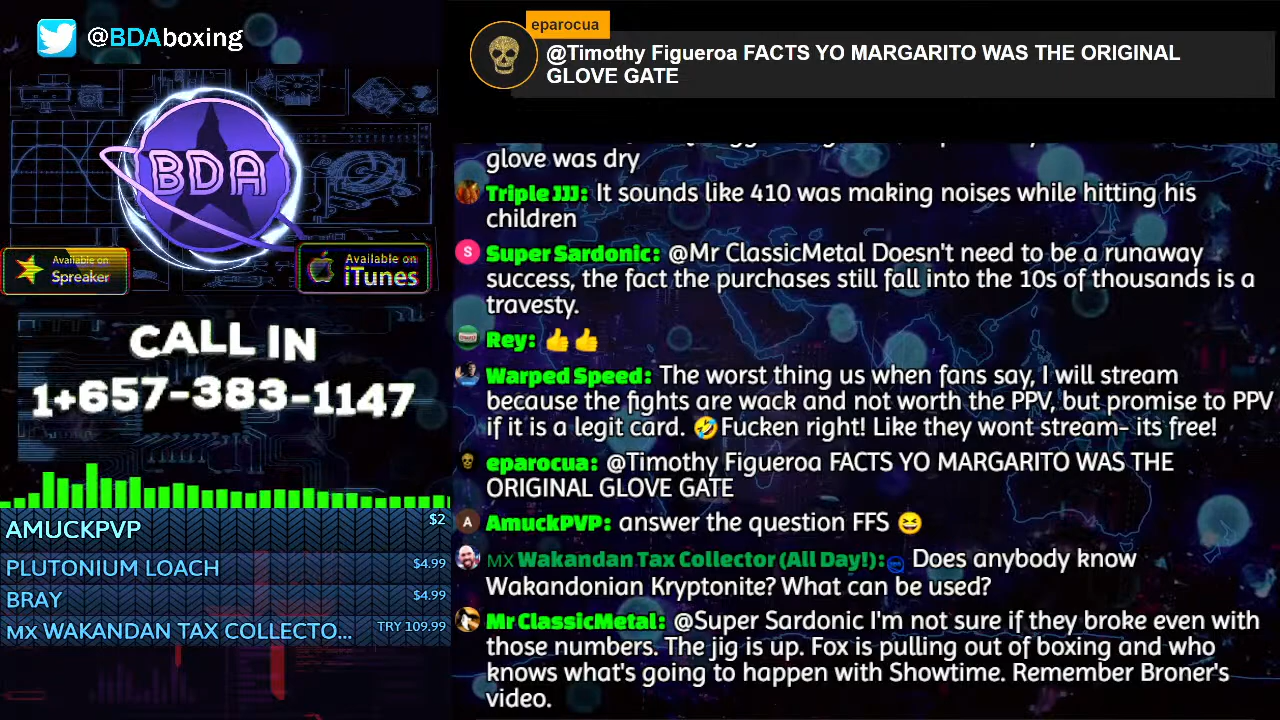 @BDAboxing
BDA
Available on
Spreaker
Available on
iTunes
CALL IN
1+657-383-1147
AMUCKPVP $2
PLUTONIUM LOACH $4.99
BRAY $4.99
MX WAKANDAN TAX COLLECTO... TRY 109.99
eparocua
@Timothy Figueroa FACTS YO MARGARITO WAS THE ORIGINAL
GLOVE GATE
glove was dry
Triple JJJ: It sounds like 410 was making noises while hitting his
children
S
Super Sardonic: @Mr ClassicMetal Doesn't need to be a runaway
success, the fact the purchases still fall into the 10s of thousands is a
travesty.
Rey: 👍👍
Warped Speed: The worst thing us when fans say, I will stream
because the fights are wack and not worth the PPV, but promise to PPV
if it is a legit card. 🤣Fucken right! Like they wont stream- its free!
eparocua: @Timothy Figueroa FACTS YO MARGARITO WAS THE
ORIGINAL GLOVE GATE
A
AmuckPVP: answer the question FFS 😆
MX Wakandan Tax Collector (All Day!): Does anybody know
Wakandonian Kryptonite? What can be used?
Mr ClassicMetal: @Super Sardonic I'm not sure if they broke even with
those numbers. The jig is up. Fox is pulling out of boxing and who
knows what's going to happen with Showtime. Remember Broner's
video.